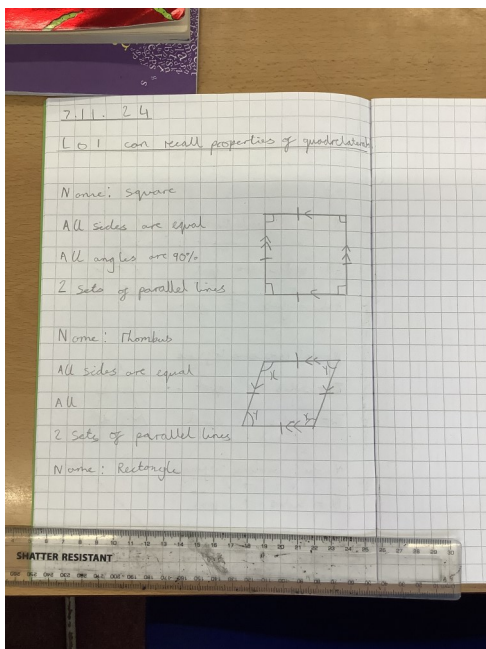 7.11.24
L O I can recall properties of quadrelaterals
Name: Square
All sides are equal
All angles are 90%
2 Sets of parallel lines
Name: Rhombus
All sides are equal
x
y
All
y
x
2 sets of parallel lines
Name: Rectangle
SHATTER RESISTANT